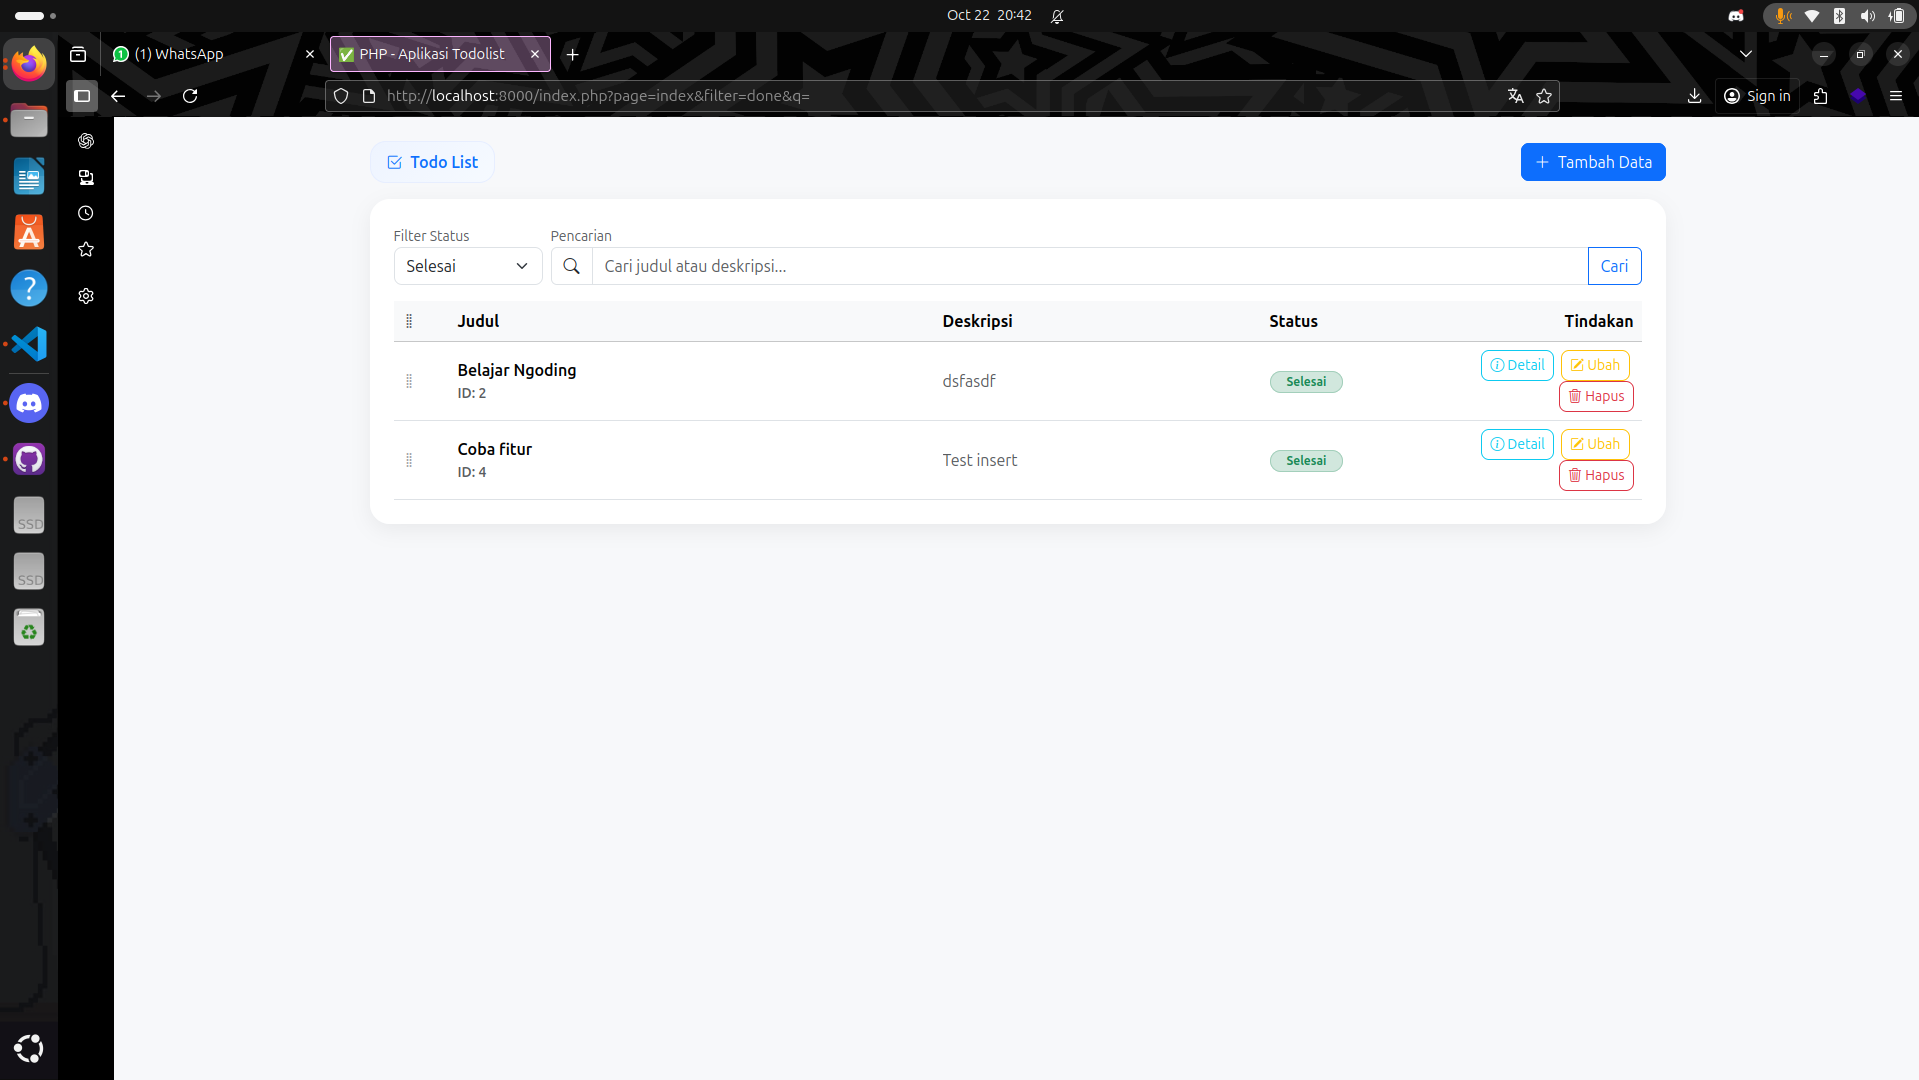 Oct 22 20:42
(1) WhatsApp
PHP - Aplikasi Todolist
http://localhost:8000/index.php?page=index&filter=done&q=
Sign in
Todo List
Tambah Data
Filter Status
Pencarian
Selesai
Cari judul atau deskripsi...
Cari
Judul
Deskripsi
Status
Tindakan
Belajar Ngoding
ID: 2
dsfasdf
Selesai
Detail
Ubah
Hapus
Coba fitur
ID: 4
Test insert
Selesai
Detail
Ubah
Hapus
SSD
SSD